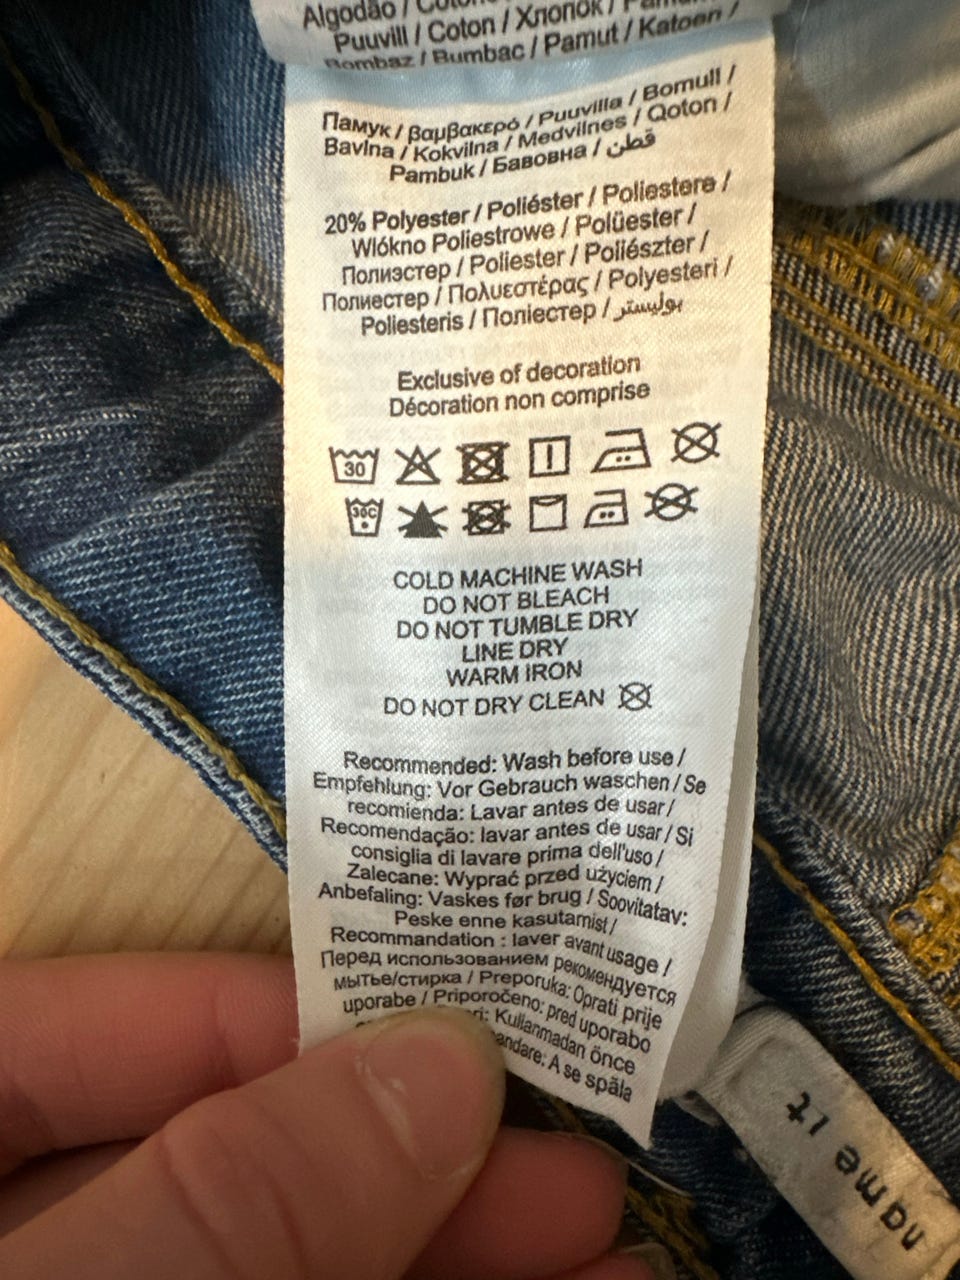 Algodão /
Puuvill / Coton / Хлопок /
Bombaz / Bumbac / Pamut / Katoen /
Памук / βαμβακερό / Puuvilla / Bomull /
Bavlna / Kokvilna / Medvilnes / Qoton /
Pambuk / Бавовна / قطن
20% Polyester / Poliéster / Poliestere /
Wlókno Poliestrowe / Polüester /
Полиэстер / Poliester / Poliészter /
Полиестер / Πολυεστέρας / Polyesteri /
Poliesteris / Поліестер / بوليستر
Exclusive of decoration
Décoration non comprise
30
30C
COLD MACHINE WASH
DO NOT BLEACH
DO NOT TUMBLE DRY
LINE DRY
WARM IRON
DO NOT DRY CLEAN
Recommended: Wash before use /
Empfehlung: Vor Gebrauch waschen / Se
recomienda: Lavar antes de usar /
Recomendação: lavar antes de usar / Si
consiglia di lavare prima dell'uso /
Zalecane: Wyprać przed użyciem /
Anbefaling: Vaskes før brug / Soovitatav:
Peske enne kasutamist /
Recommandation : laver avant usage /
Перед использованием рекомендуется
мытье/стирка / Preporuka: Oprati prije
uporabe / Priporočeno: pred uporabo
Kullanmadan önce
A se spăla
name it